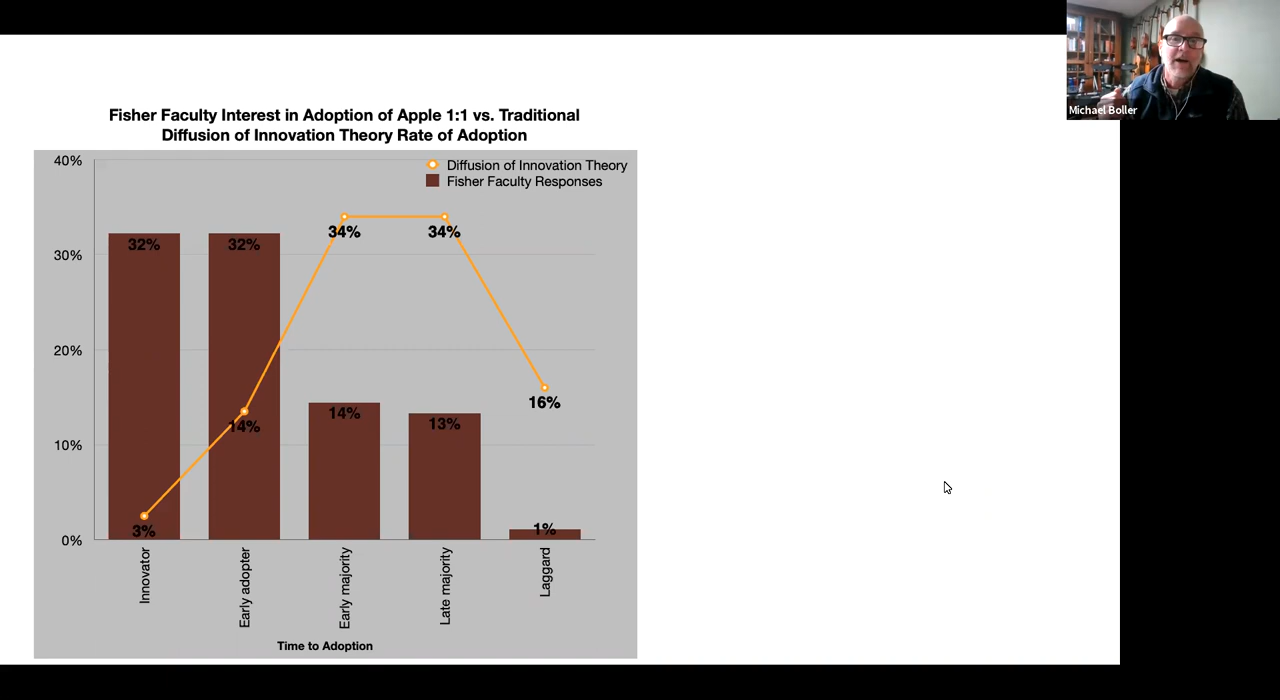 Michael Boller
Fisher Faculty Interest in Adoption of Apple 1:1 vs. Traditional
Diffusion of Innovation Theory Rate of Adoption
Diffusion of Innovation Theory
Fisher Faculty Responses
40%
30%
20%
10%
0%
32%
32%
14%
13%
1%
3%
14%
34%
34%
16%
Innovator
Early adopter
Early majority
Late majority
Laggard
Time to Adoption